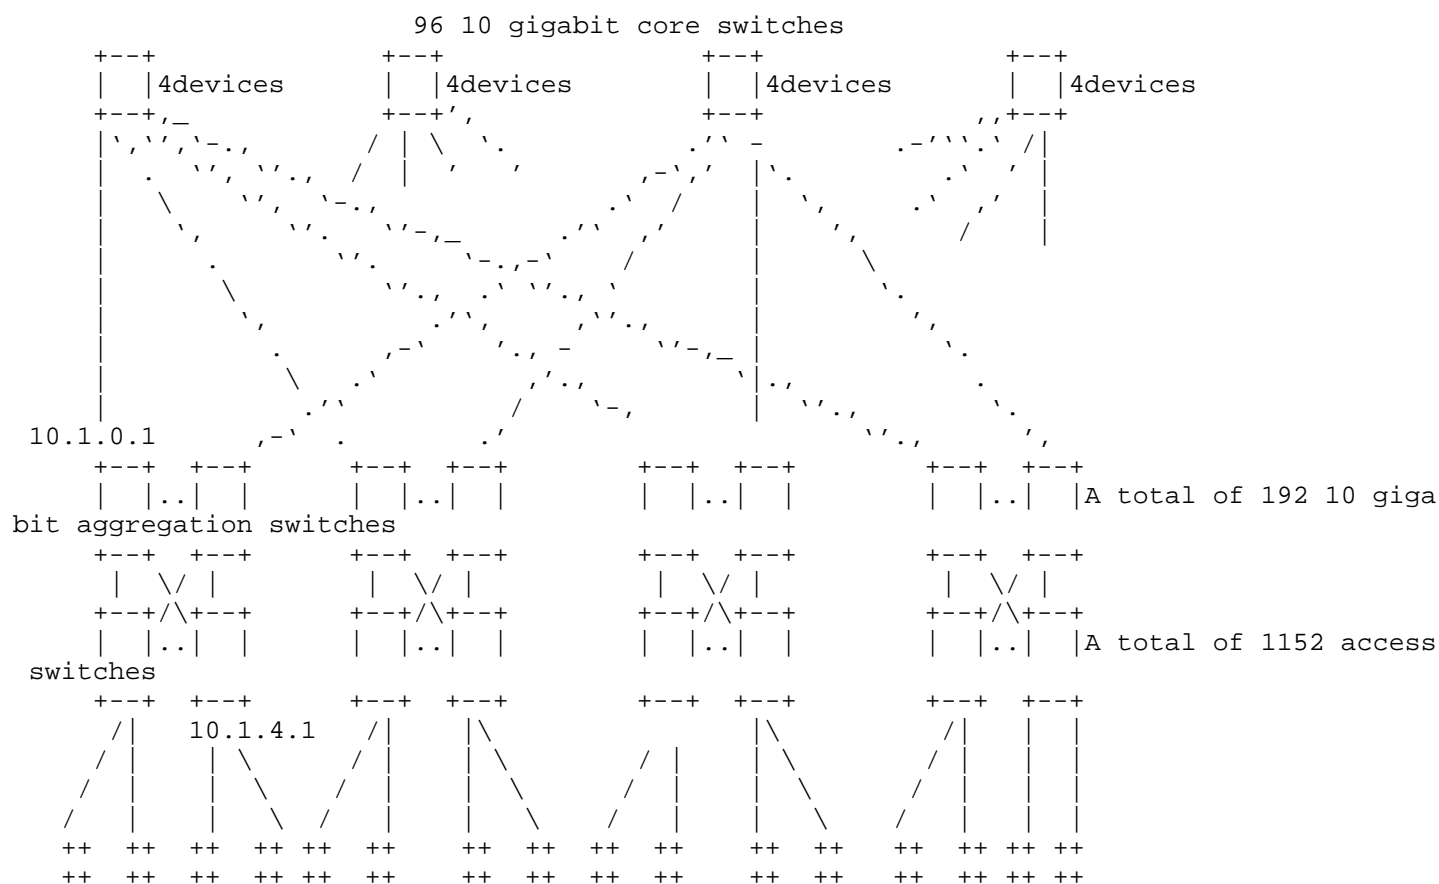 96 10 gigabit core switches
4devices 4devices 4devices 4devices
10.1.0.1
A total of 192 10 giga
bit aggregation switches
A total of 1152 access
switches
10.1.4.1